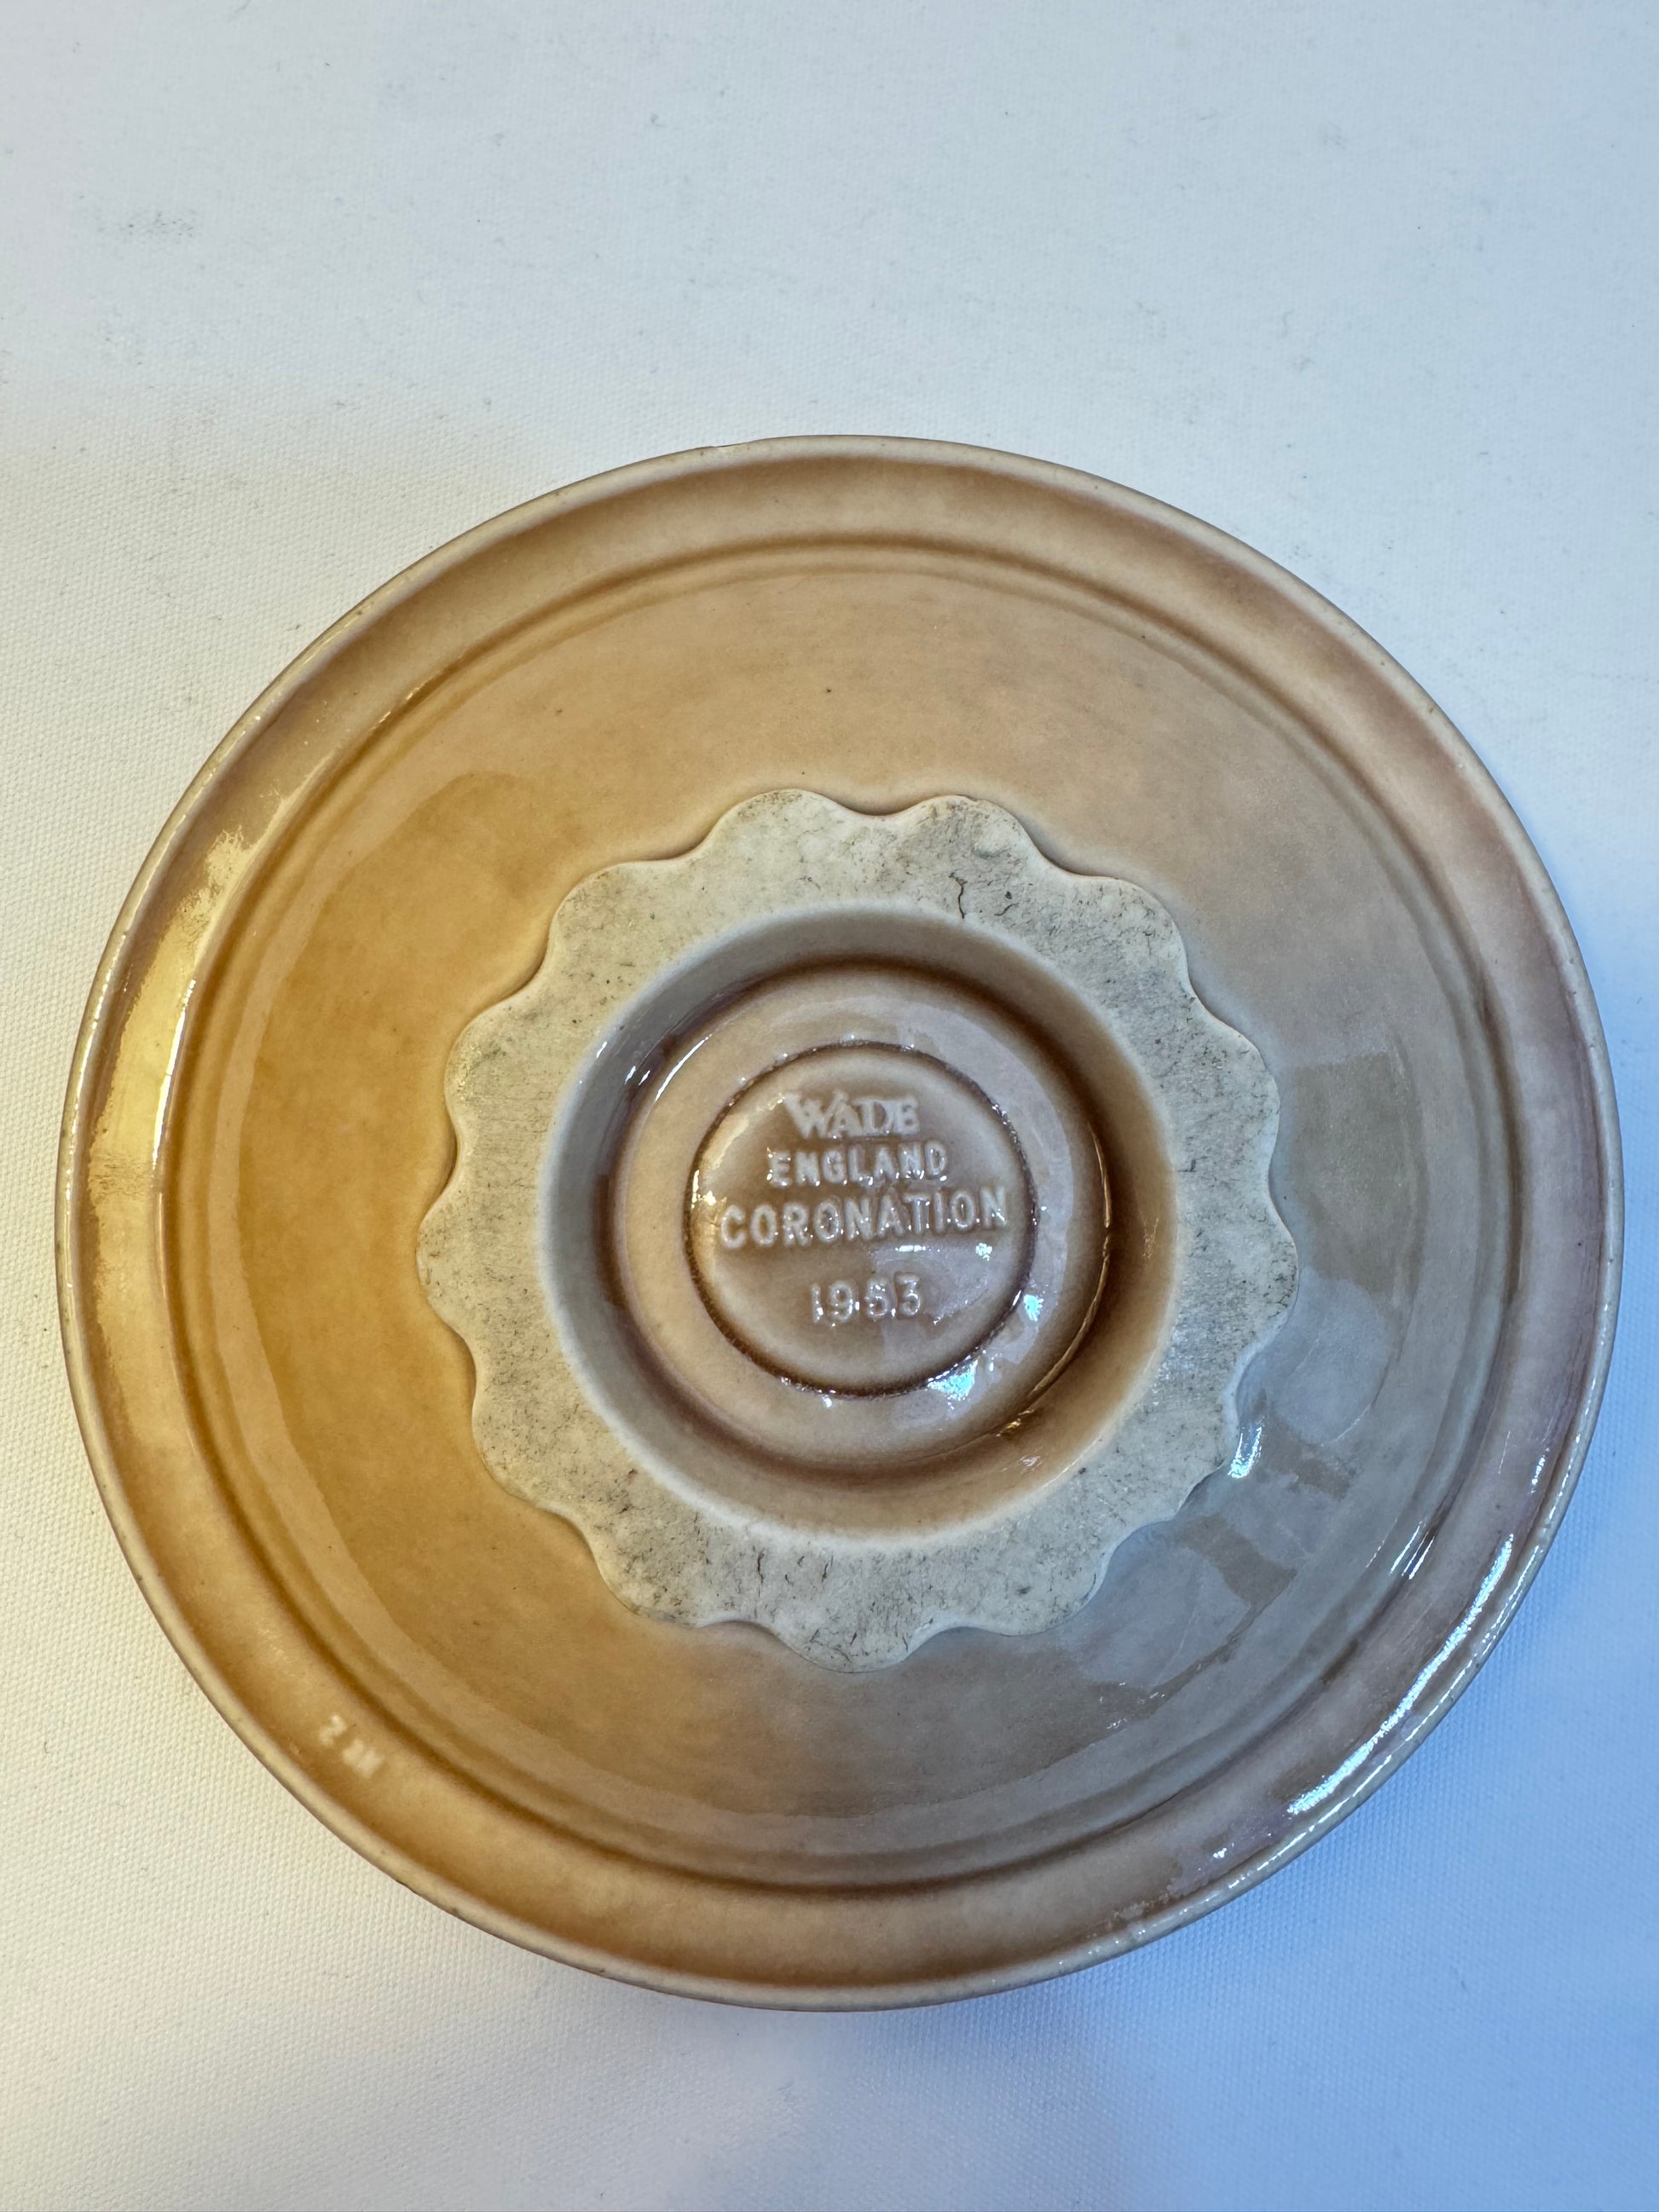 WADE
ENGLAND
CORONATION
1953